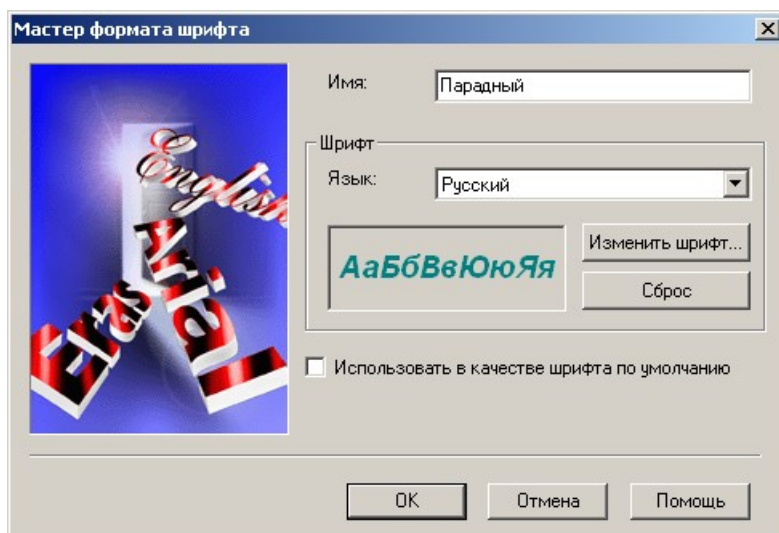 Мастер формата шрифта
Имя:
Парадный
English
Arial
Eras
Шрифт
Язык:
Русский
АаБбВвЮюЯя
Изменить шрифт...
Сброс
Использовать в качестве шрифта по умолчанию
OK
Отмена
Помощь